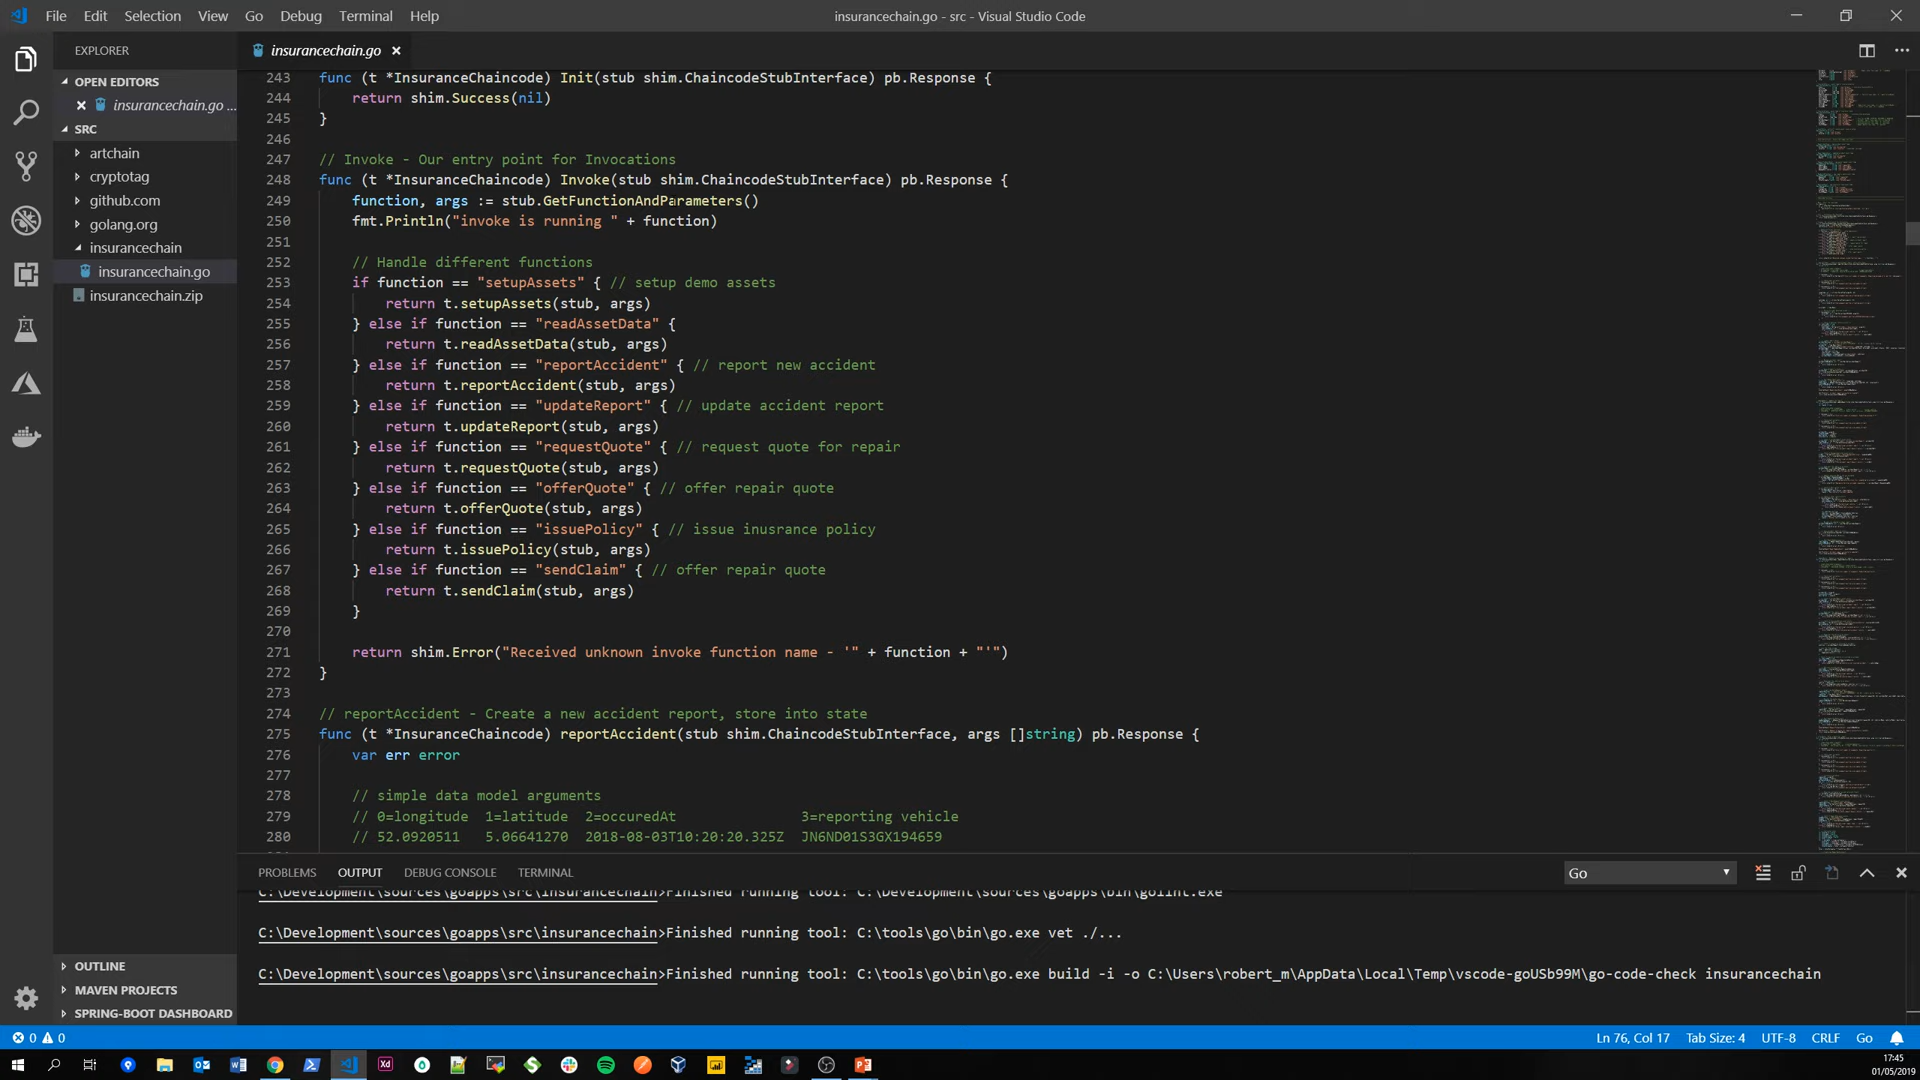 File Edit Selection View Go Debug Terminal Help
insurancechain.go - src - Visual Studio Code
EXPLORER
OPEN EDITORS
insurancechain.go ...
SRC
artchain
cryptotag
github.com
golang.org
insurancechain
insurancechain.go
insurancechain.zip
OUTLINE
MAVEN PROJECTS
SPRING-BOOT DASHBOARD
insurancechain.go
243 func (t *InsuranceChaincode) Init(stub shim.ChaincodeStubInterface) pb.Response {
244 return shim.Success(nil)
245 }
246
247 // Invoke - Our entry point for Invocations
248 func (t *InsuranceChaincode) Invoke(stub shim.ChaincodeStubInterface) pb.Response {
249 function, args := stub.GetFunctionAndParameters()
250 fmt.Println("invoke is running " + function)
251
252 // Handle different functions
253 if function == "setupAssets" { // setup demo assets
254 return t.setupAssets(stub, args)
255 } else if function == "readAssetData" {
256 return t.readAssetData(stub, args)
257 } else if function == "reportAccident" { // report new accident
258 return t.reportAccident(stub, args)
259 } else if function == "updateReport" { // update accident report
260 return t.updateReport(stub, args)
261 } else if function == "requestQuote" { // request quote for repair
262 return t.requestQuote(stub, args)
263 } else if function == "offerQuote" { // offer repair quote
264 return t.offerQuote(stub, args)
265 } else if function == "issuePolicy" { // issue inusrance policy
266 return t.issuePolicy(stub, args)
267 } else if function == "sendClaim" { // offer repair quote
268 return t.sendClaim(stub, args)
269 }
270
271 return shim.Error("Received unknown invoke function name - '" + function + "'")
272 }
273
274 // reportAccident - Create a new accident report, store into state
275 func (t *InsuranceChaincode) reportAccident(stub shim.ChaincodeStubInterface, args []string) pb.Response {
276 var err error
277
278 // simple data model arguments
279 // 0=longitude 1=latitude 2=occuredAt 3=reporting vehicle
280 // 52.0920511 5.06641270 2018-08-03T10:20:20.325Z JN6ND01S3GX194659
PROBLEMS OUTPUT DEBUG CONSOLE TERMINAL
Go
C:\Development\sources\goapps\src\insurancechain>Finished running tool: C:\Development\sources\goapps\bin\golint.exe
C:\Development\sources\goapps\src\insurancechain>Finished running tool: C:\tools\go\bin\go.exe vet ./...
C:\Development\sources\goapps\src\insurancechain>Finished running tool: C:\tools\go\bin\go.exe build -i -o C:\Users\robert_m\AppData\Local\Temp\vscode-goUSb99M\go-code-check insurancechain
0 0
Ln 76, Col 17 Tab Size: 4 UTF-8 CRLF Go
17:45
01/05/2019